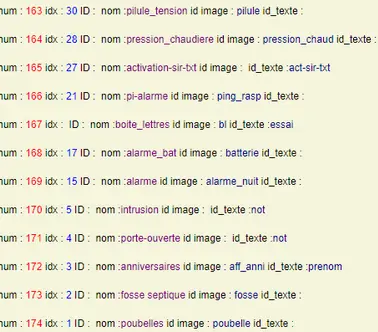 num : 163 idx : 30 ID : nom :pilule_tension id image : pilule id_texte :
num : 164 idx : 28 ID : nom :pression_chaudiere id image : pression_chaud id_texte :
num : 165 idx : 27 ID : nom :activation-sir-txt id image : id_texte :act-sir-txt
num : 166 idx : 21 ID : nom :pi-alarme id image : ping_rasp id_texte :
num : 167 idx : ID : nom :boite_lettres id image : bl id_texte :essai
num : 168 idx : 17 ID : nom :alarme_bat id image : batterie id_texte :
num : 169 idx : 15 ID : nom :alarme id image : alarme_nuit id_texte :
num : 170 idx : 5 ID : nom :intrusion id image : id_texte :not
num : 171 idx : 4 ID : nom :porte-ouverte id image : id_texte :not
num : 172 idx : 3 ID : nom :anniversaires id image : aff_anni id_texte :prenom
num : 173 idx : 2 ID : nom :fosse septique id image : fosse id_texte :
num : 174 idx : 1 ID : nom :poubelles id image : poubelle id_texte :